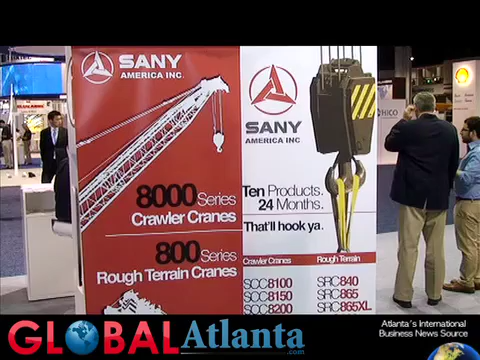 SANY
AMERICA INC.
8000 Series
Crawler Cranes
800 Series
Rough Terrain Cranes
SANY
AMERICA INC
Ten Products.
24 Months.
That'll hook ya.
Crawler Cranes Rough Terrain
SCC8100 SRC840
SCC8150 SRC865
SCC8200 SRC865XL
HICO
GLOBALAtlanta
.com
Atlanta's International
Business News Source